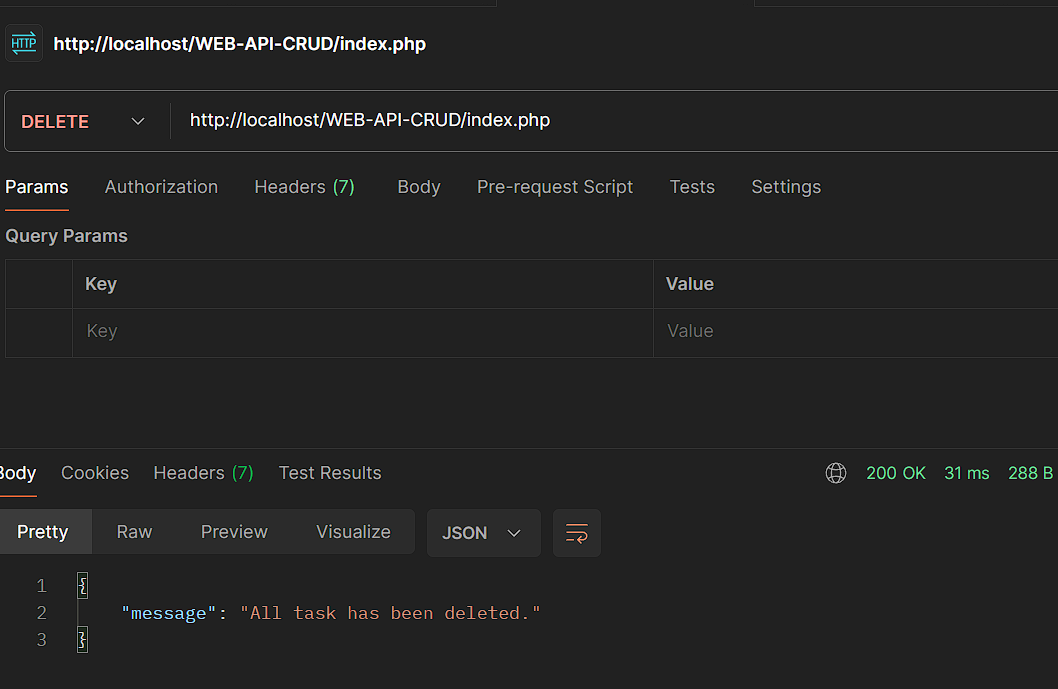 HTTP http://localhost/WEB-API-CRUD/index.php
DELETE http://localhost/WEB-API-CRUD/index.php
Params Authorization Headers (7) Body Pre-request Script Tests Settings
Query Params
Key Value
Key Value
Body Cookies Headers (7) Test Results 200 OK 31 ms 288 B
Pretty Raw Preview Visualize JSON
1 {
2 "message": "All task has been deleted."
3 }